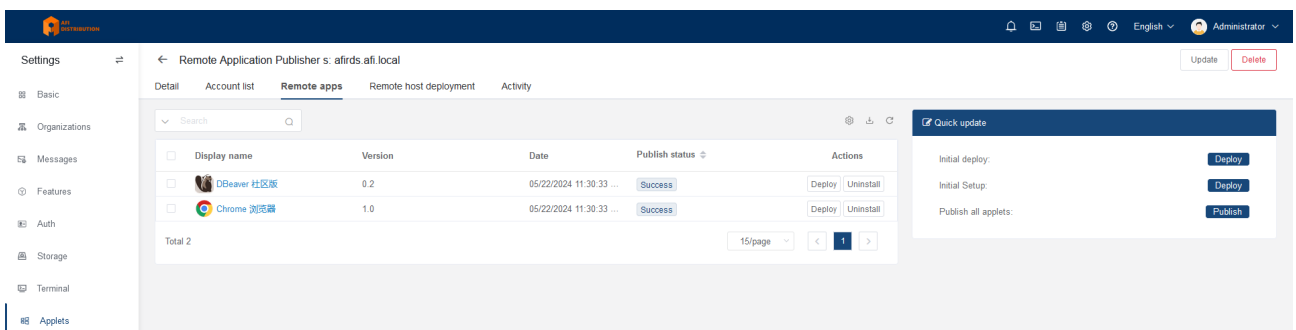 AFI
DISTRIBUTION
English
Administrator
Settings
Remote Application Publisher s: afirds.afi.local
Update
Delete
Detail
Account list
Remote apps
Remote host deployment
Activity
Basic
Organizations
Messages
Features
Auth
Storage
Terminal
Applets
Search
Display name Version Date Publish status Actions
DBeaver 社区版 0.2 05/22/2024 11:30:33 ... Success Deploy Uninstall
Chrome 浏览器 1.0 05/22/2024 11:30:33 ... Success Deploy Uninstall
Total 2
15/page
1
Quick update
Initial deploy: Deploy
Initial Setup: Deploy
Publish all applets: Publish